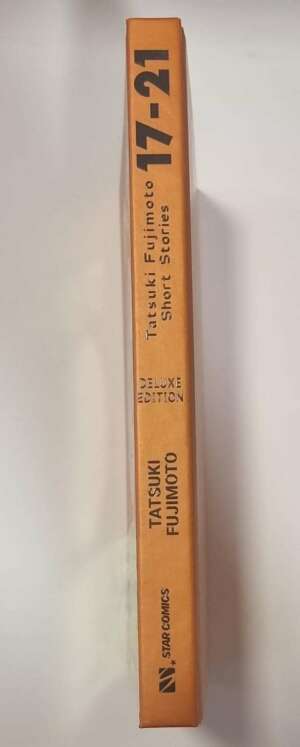 17-21
Tatsuki Fujimoto
Short Stories
DELUXE
EDITION
TATSUKI
FUJIMOTO
STAR COMICS